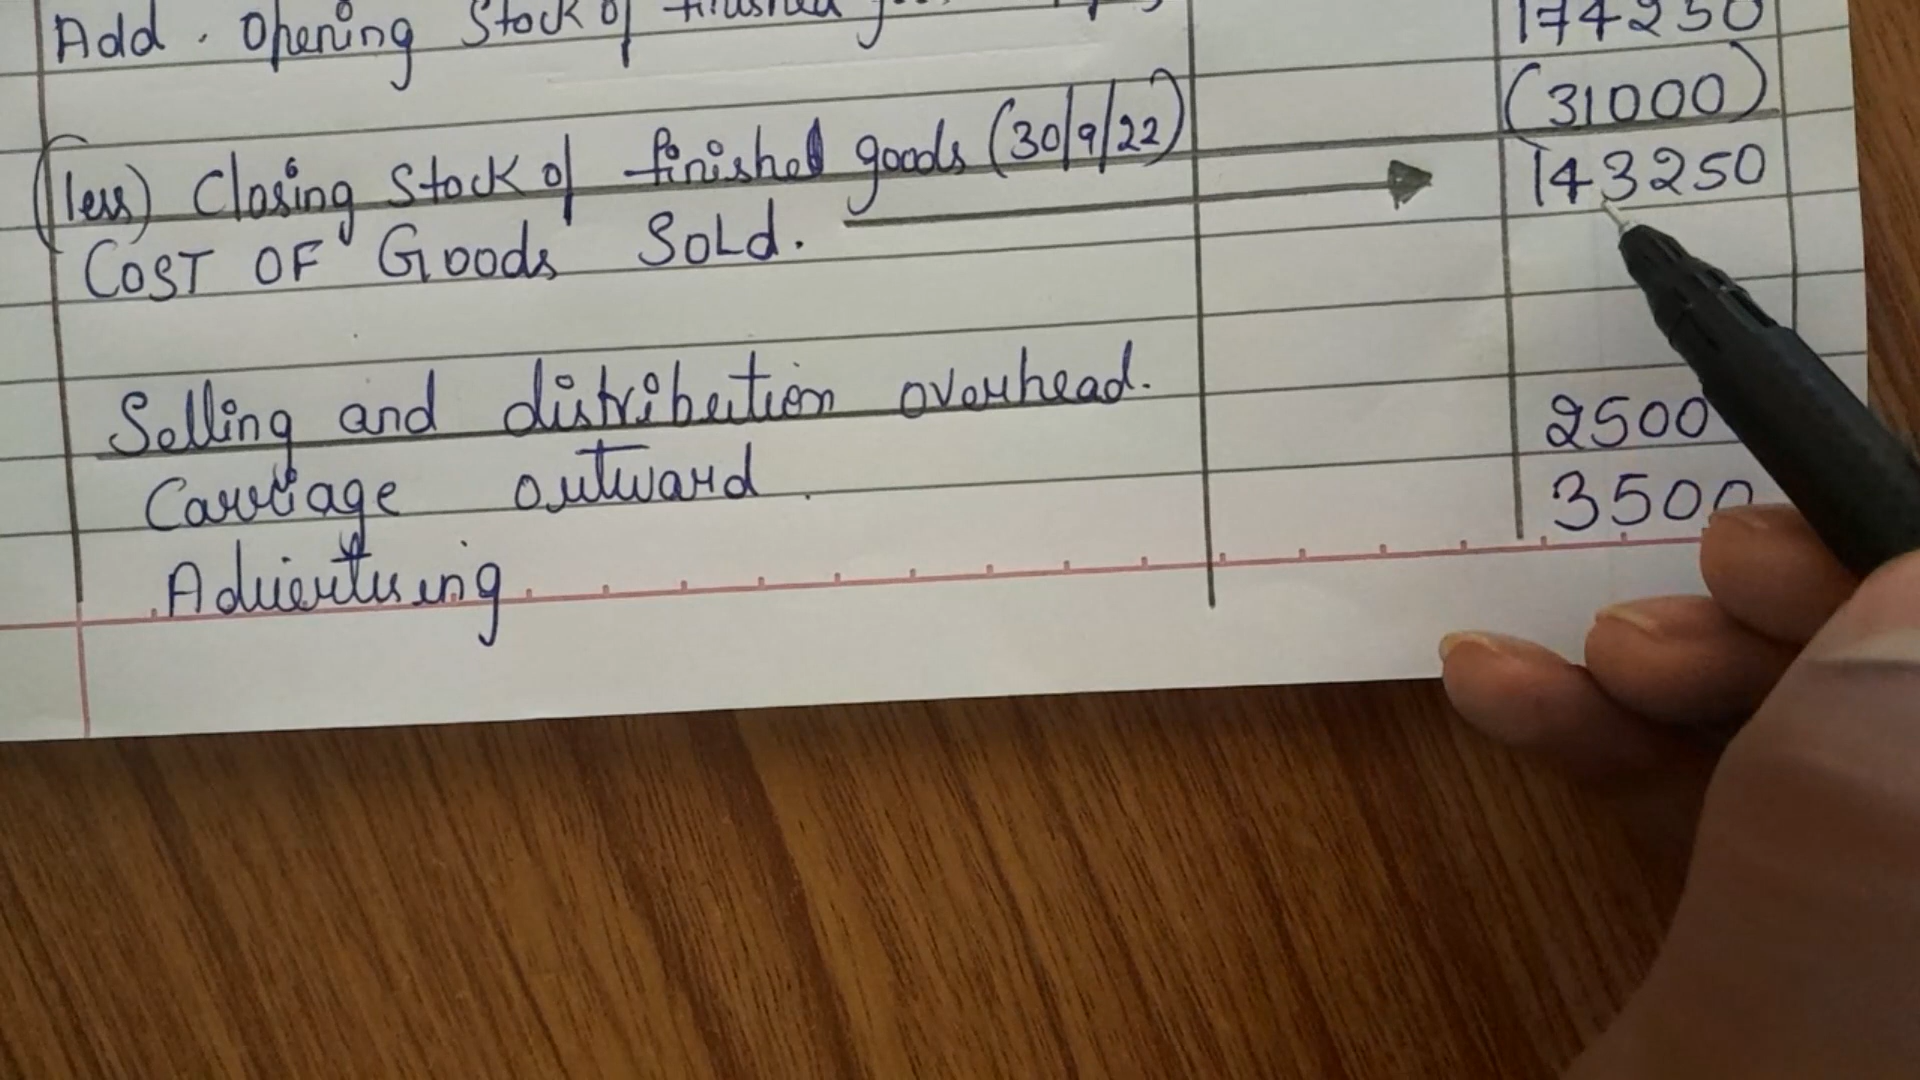 Add. Opening Stock of finished
174250
(less) Closing Stock of finished goods (30/9/22) (31000)
COST OF Goods Sold. 143250
Selling and distribution overhead.
Carriage outward 2500
Advertising 3500